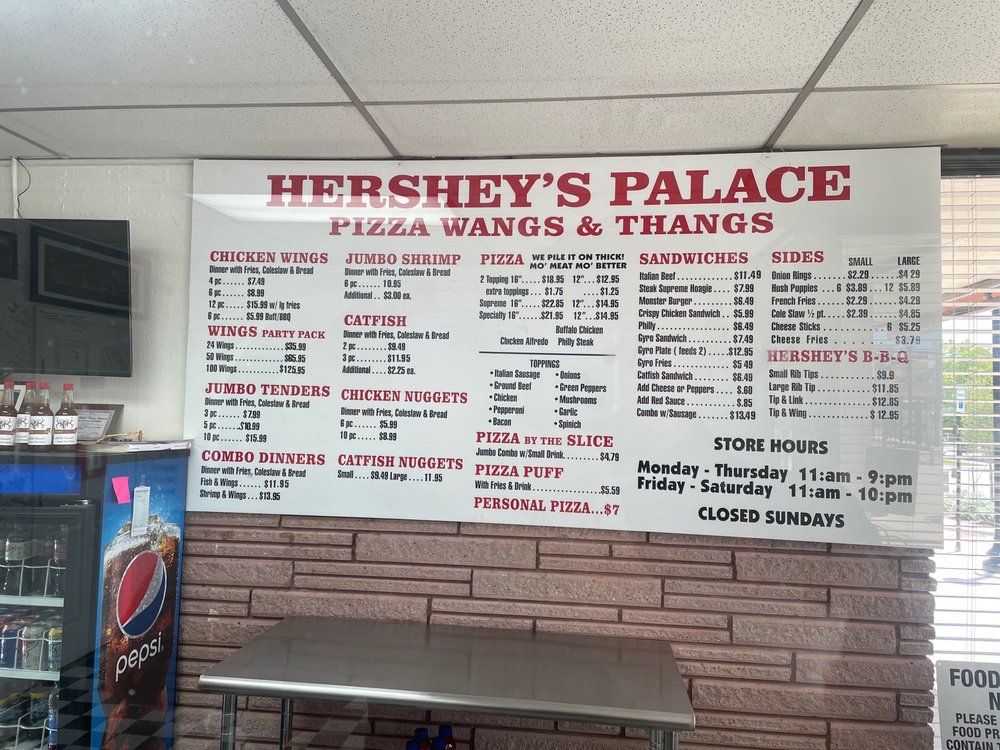 HERSHEY'S PALACE
PIZZA WANGS & THANGS
CHICKEN WINGS
Dinner with Fries, Coleslaw & Bread
4 pc ...... $7.49
6 pc ...... $8.99
12 pc ..... $15.99 w/ lg fries
6 pc ..... $5.99 Buff/BBQ
WINGS PARTY PACK
24 Wings ......... $35.99
50 Wings ......... $65.95
100 Wings ........ $125.95
JUMBO TENDERS
Dinner with Fries, Coleslaw & Bread
3 pc ...... $7.99
5 pc ..... $10.99
10 pc ..... $15.99
COMBO DINNERS
Dinner with Fries, Coleslaw & Bread
Fish & Wings ..... $11.95
Shrimp & Wings .... $13.95
JUMBO SHRIMP
Dinner with Fries, Coleslaw & Bread
6 pc ....... 10.95
Additional ... $3.00 ea.
CATFISH
Dinner with Fries, Coleslaw & Bread
2 pc ........ $9.49
3 pc ........ $11.95
Additional ...... $2.25 ea.
CHICKEN NUGGETS
Dinner with Fries, Coleslaw & Bread
6 pc ...... $5.99
10 pc ...... $8.99
CATFISH NUGGETS
Small .... $9.49 Large .... 11.95
PIZZA WE PILE IT ON THICK! MO' MEAT MO' BETTER
2 Topping 16" ...... $18.95 12" ... $12.95
extra toppings .... $1.75 ..... $1.25
Supreme 16" ....... $22.85 12" ... $14.95
Specialty 16" ....... $21.95 12" ... $14.95
Buffalo Chicken
Chicken Alfredo Philly Steak
TOPPINGS
• Italian Sausage • Onions
• Ground Beef • Green Peppers
• Chicken • Mushrooms
• Pepperoni • Garlic
• Bacon • Spinich
PIZZA BY THE SLICE
Jumbo Combo w/Small Drink ....... $4.79
PIZZA PUFF
With Fries & Drink ............ $5.59
PERSONAL PIZZA...$7
SANDWICHES
Italian Beef ............ $11.49
Steak Supreme Hoagie ..... $7.99
Monster Burger .......... $6.49
Crispy Chicken Sandwich .. $5.99
Philly ................ $6.49
Gyro Sandwich .......... $7.49
Gyro Plate ( feeds 2) ..... $12.95
Gyro Fries ............ $5 49
Catfish Sandwich ........ $6.49
Add Cheese or Peppers .... $.60
Add Red Sauce .......... $.85
Combo w/Sausage ........ $13.49
SIDES SMALL LARGE
Onion Rings .......... $2.29 .... $4 29
Hush Puppies ... 6 $3.89 .. 12 $5.89
French Fries ......... $2.29 .... $4.29
Cole Slaw ½ pt. ...... $2.39 .... $4.85
Cheese Sticks ........ 6 $5.25
Cheese Fries ......... $3.79
HERSHEY'S B-B-Q
Small Rib Tips ........... $9.9
Large Rib Tip ........... $11.85
Tip & Link ............. $12.85
Tip & Wing ............. $ 12.95
STORE HOURS
Monday - Thursday 11:am - 9:pm
Friday - Saturday 11:am - 10:pm
CLOSED SUNDAYS
pepsi
FOOD
N
PLEASE
FOOD PR
CONTAIN